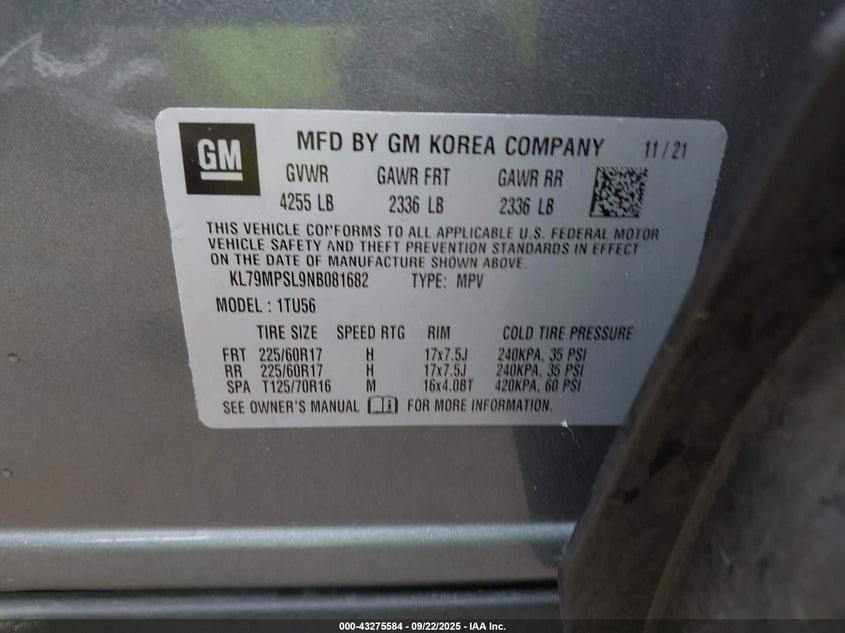 GM MFD BY GM KOREA COMPANY 11/21
GVWR GAWR FRT GAWR RR
4255 LB 2336 LB 2336 LB
THIS VEHICLE CONFORMS TO ALL APPLICABLE U.S. FEDERAL MOTOR
VEHICLE SAFETY AND THEFT PREVENTION STANDARDS IN EFFECT
ON THE DATE OF MANUFACTURE SHOWN ABOVE.
KL79MPSL9NB081682 TYPE: MPV
MODEL : 1TU56
TIRE SIZE SPEED RTG RIM COLD TIRE PRESSURE
FRT 225/60R17 H 17x7.5J 240KPA, 35 PSI
RR 225/60R17 H 17x7.5J 240KPA, 35 PSI
SPA T125/70R16 M 16x4.0BT 420KPA, 60 PSI
SEE OWNER'S MANUAL FOR MORE INFORMATION.
000-43275584 - 09/22/2025 - IAA Inc.